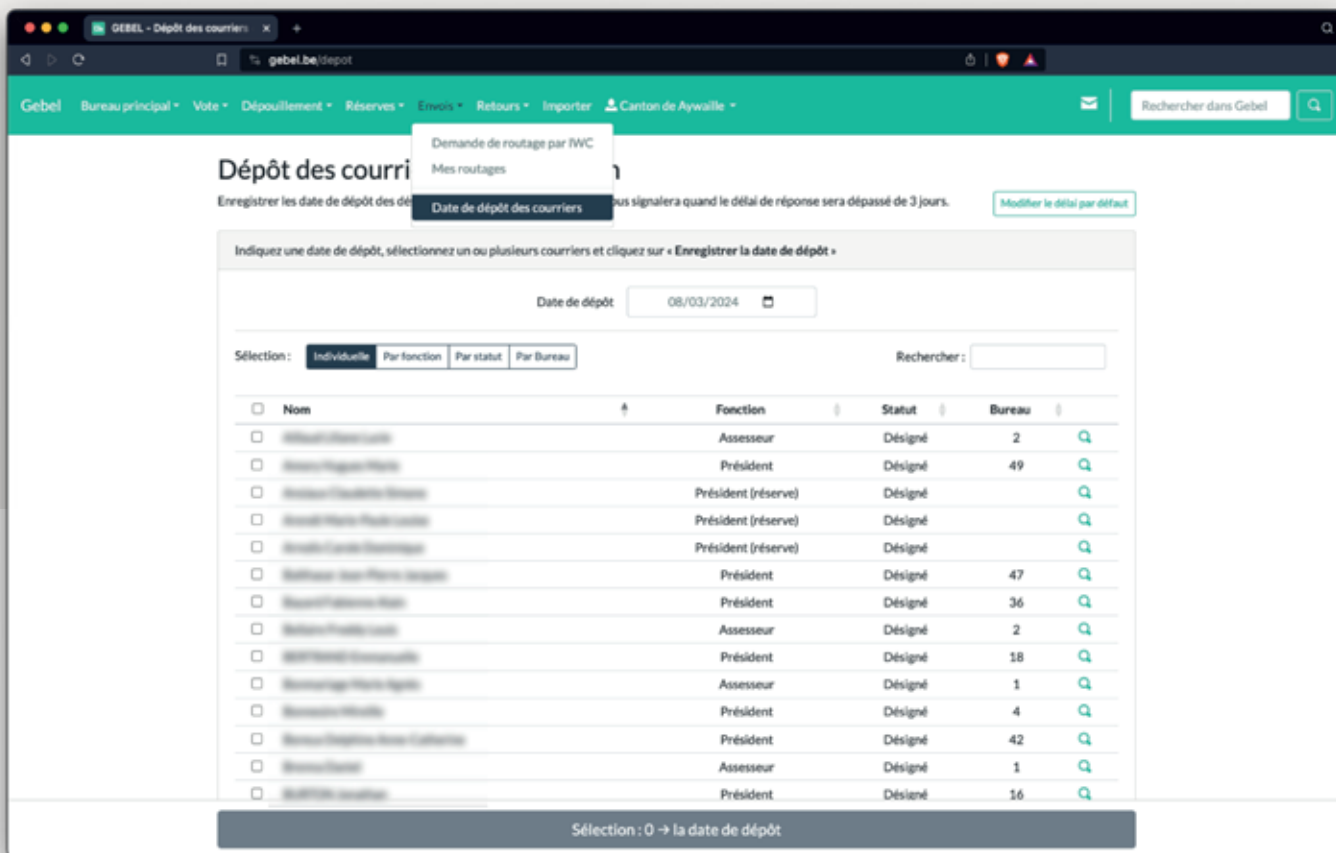 GEBEL - Dépôt des courriers
gebel.be/depot
Gebel Bureau principal Vote Dépouillement Réserves Envois Retours Importer Canton de Aywaille Rechercher dans Gebel
Demande de routage par IWC
Mes routages
Date de dépôt des courriers
Dépôt des courri n
Enregistrer les date de dépôt des dé ous signalera quand le délai de réponse sera dépassé de 3 jours. Modifier le délai par défaut
Indiquez une date de dépôt, sélectionnez un ou plusieurs courriers et cliquez sur « Enregistrer la date de dépôt »
Date de dépôt 08/03/2024
Sélection : Individuelle Par fonction Par statut Par Bureau Rechercher :
Nom Fonction Statut Bureau
Assesseur Désigné 2
Président Désigné 49
Président (réserve) Désigné
Président (réserve) Désigné
Président (réserve) Désigné
Président Désigné 47
Président Désigné 36
Assesseur Désigné 2
Président Désigné 18
Assesseur Désigné 1
Président Désigné 4
Président Désigné 42
Assesseur Désigné 1
Président Désigné 16
Sélection : 0 → la date de dépôt